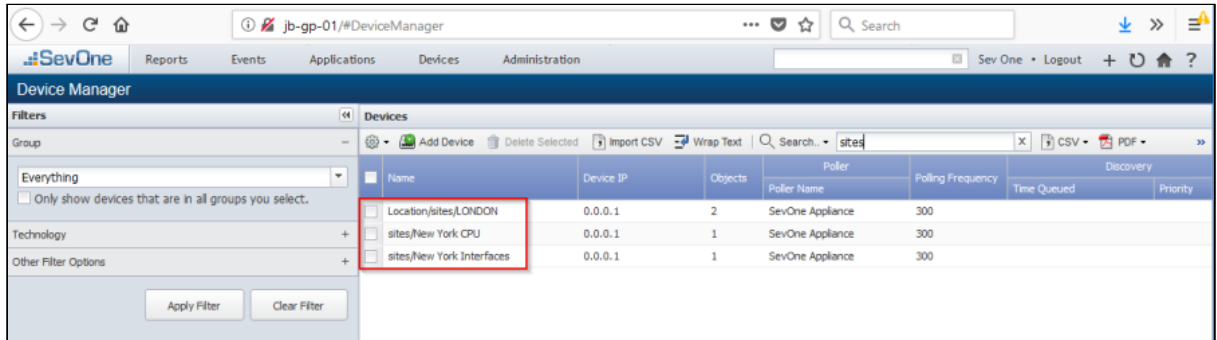 jb-gp-01/#DeviceManager
Search
SevOne Reports Events Applications Devices Administration Sev One • Logout + ?
Device Manager
Filters
Group
Everything
Only show devices that are in all groups you select.
Technology
Other Filter Options
Apply Filter Clear Filter
Devices
Add Device Delete Selected Import CSV Wrap Text Search.. sites x CSV PDF »
Name Device IP Objects Poller Polling Frequency Discovery
Poller Name Time Queued Priority
Location/sites/LONDON 0.0.0.1 2 SevOne Appliance 300
sites/New York CPU 0.0.0.1 1 SevOne Appliance 300
sites/New York Interfaces 0.0.0.1 1 SevOne Appliance 300